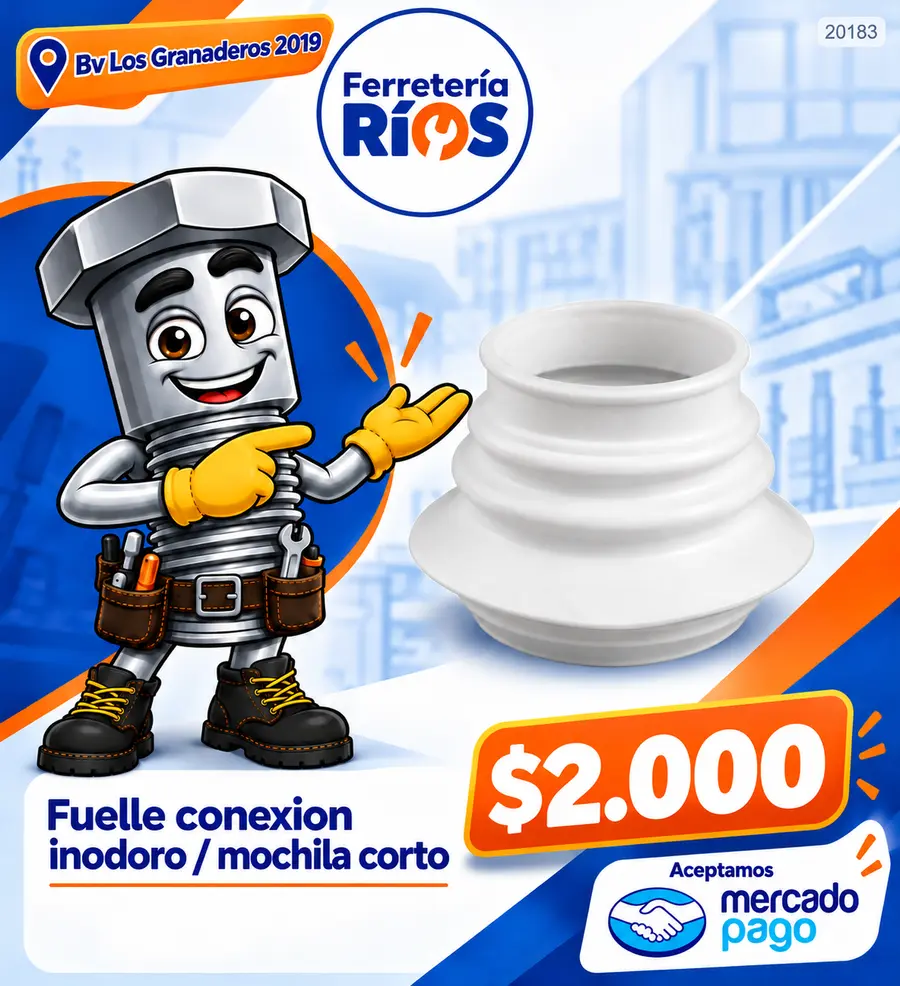 Bv Los Granaderos 2019
Ferretería
RÍOS
20183
Fuelle conexion
inodoro / mochila corto
$2.000
Aceptamos
mercado
pago